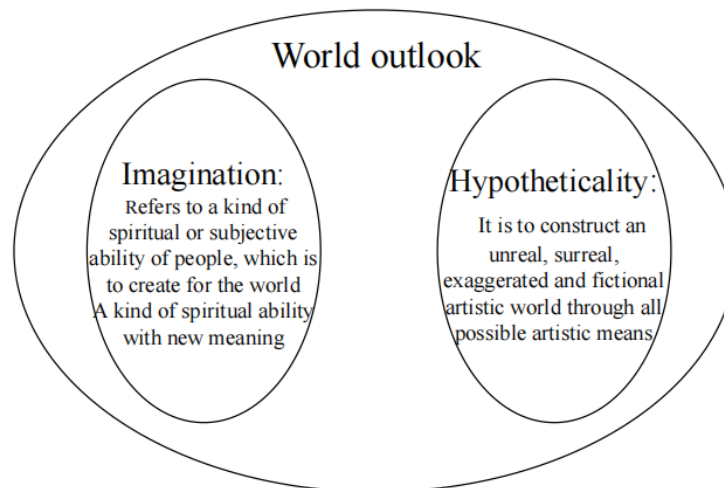 World outlook
Imagination:
Refers to a kind of
spiritual or subjective
ability of people, which is
to create for the world
A kind of spiritual ability
with new meaning
Hypotheticality:
It is to construct an
unreal, surreal,
exaggerated and fictional
artistic world through all
possible artistic means